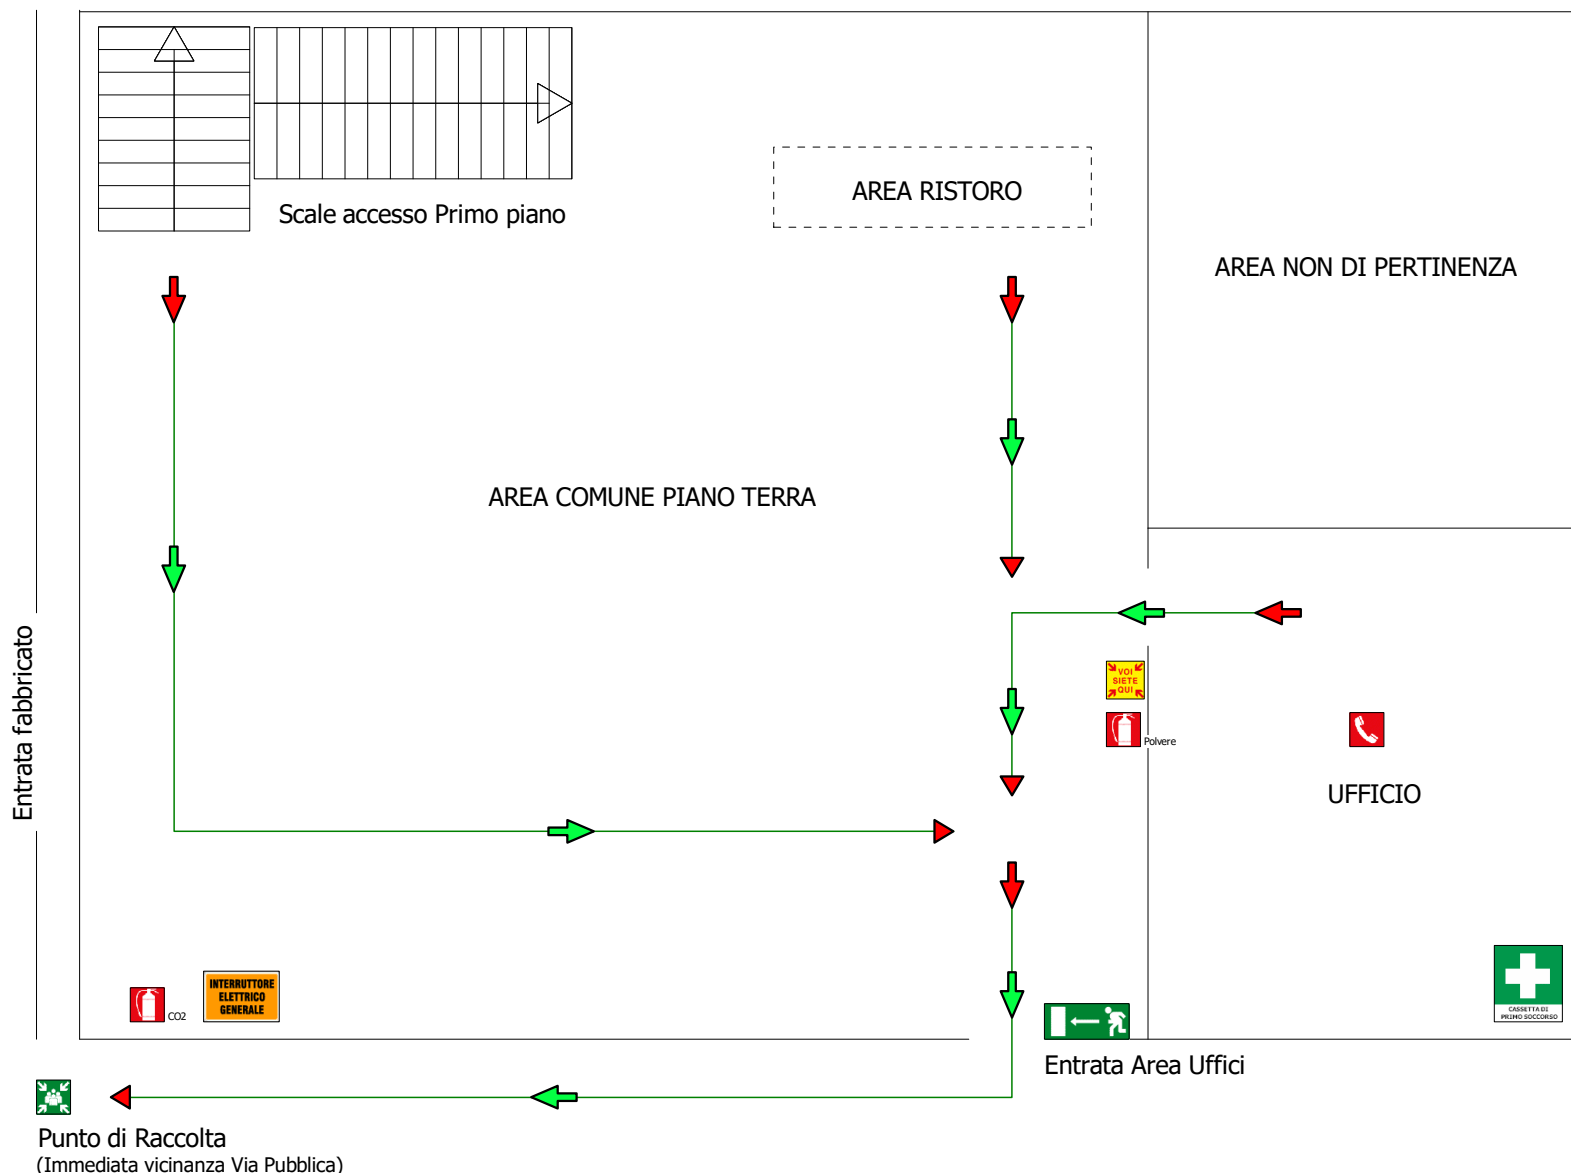 Scale accesso Primo piano
AREA RISTORO
AREA NON DI PERTINENZA
AREA COMUNE PIANO TERRA
Entrata fabbricato
VOI
SIETE
QUI
Polvere
UFFICIO
INTERRUTTORE
ELETTRICO
GENERALE
CO2
CASSETTA DI
PRIMO SOCCORSO
Entrata Area Uffici
Punto di Raccolta
(Immediata vicinanza Via Pubblica)